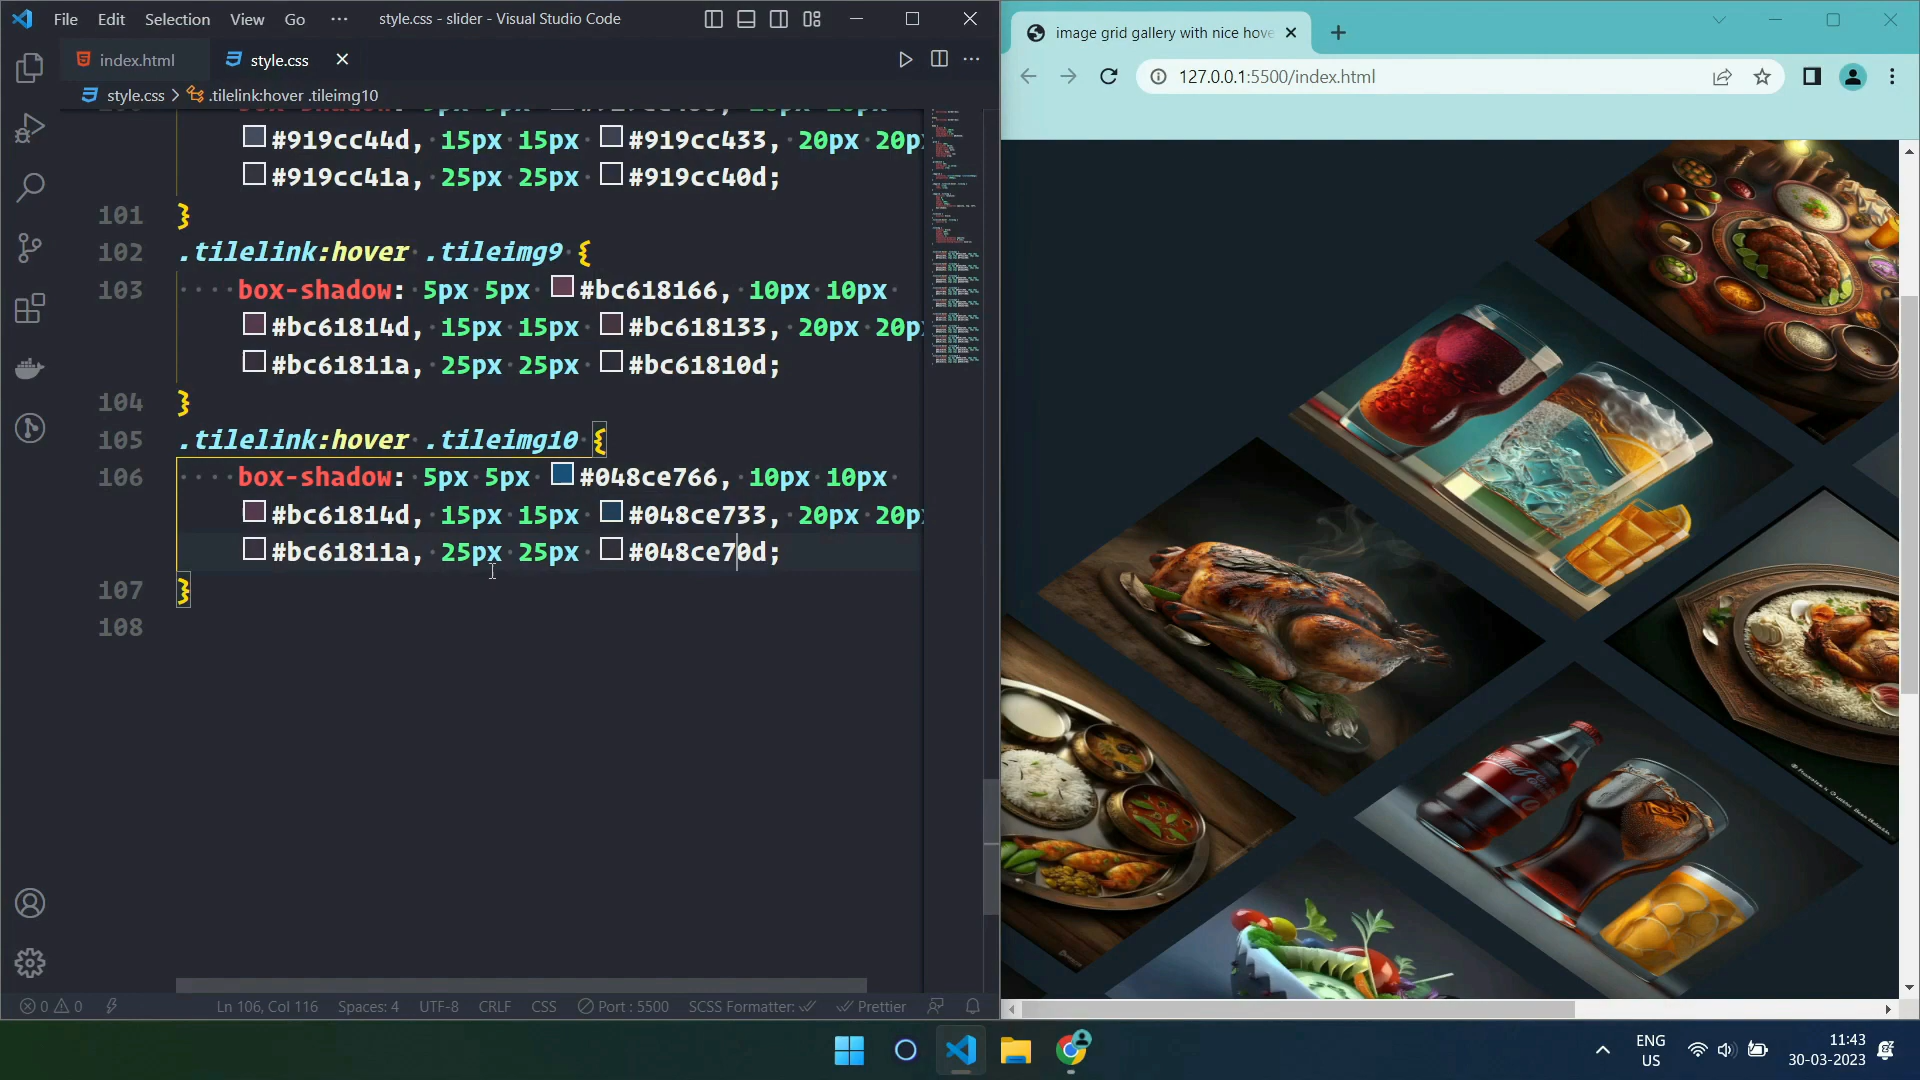 File Edit Selection View Go ··· style.css - slider - Visual Studio Code
index.html style.css
style.css > .tilelink:hover .tileimg10
#919cc44d, 15px 15px #919cc433, 20px 20p
#919cc41a, 25px 25px #919cc40d;
101 }
102 .tilelink:hover .tileimg9 {
103 box-shadow: 5px 5px #bc618166, 10px 10px
#bc61814d, 15px 15px #bc618133, 20px 20p
#bc61811a, 25px 25px #bc61810d;
104 }
105 .tilelink:hover .tileimg10 {
106 box-shadow: 5px 5px #048ce766, 10px 10px
#bc61814d, 15px 15px #048ce733, 20px 20p
#bc61811a, 25px 25px #048ce70d;
107 }
108
0 0 Ln 106, Col 116 Spaces: 4 UTF-8 CRLF CSS Port : 5500 SCSS Formatter: Prettier
image grid gallery with nice hove
127.0.0.1:5500/index.html
ENG
US
11:43
30-03-2023